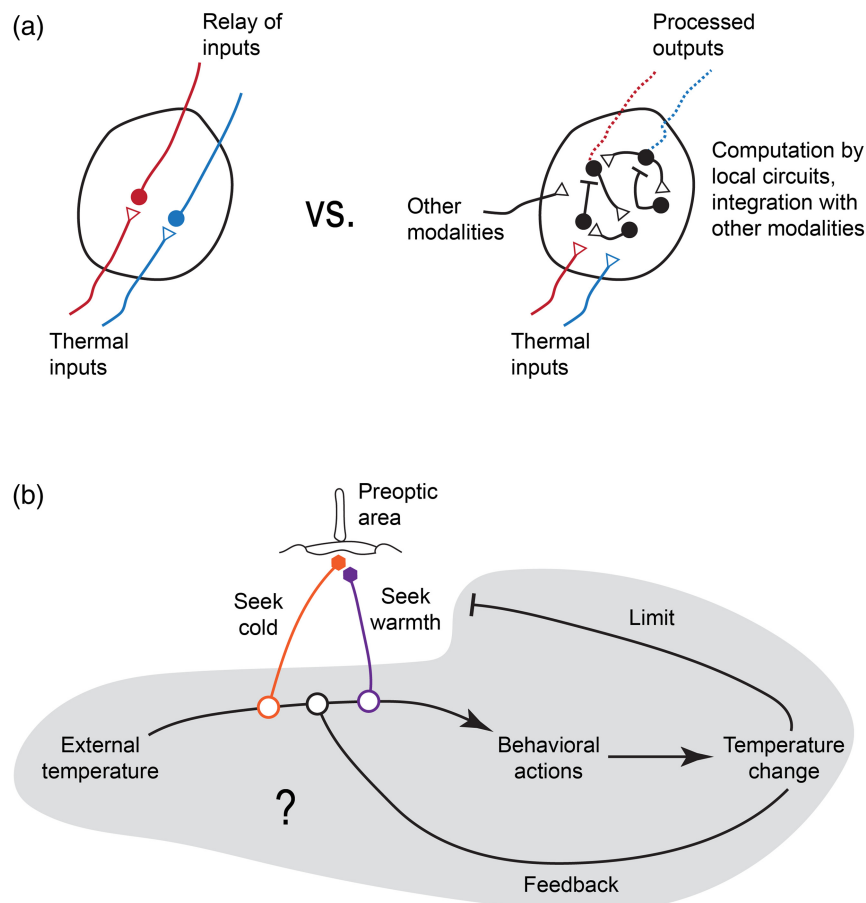 (a)
Relay of
inputs
Thermal
inputs
vs.
Processed
outputs
Other
modalities
Computation by
local circuits,
integration with
other modalities
Thermal
inputs
(b)
Preoptic
area
Seek
cold
Seek
warmth
Limit
External
temperature
Behavioral
actions
Temperature
change
?
Feedback